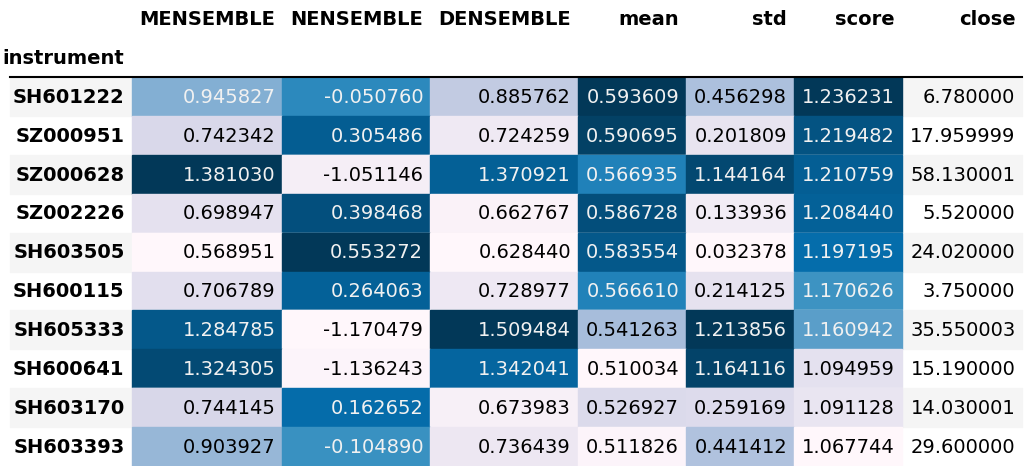 MENSEMBLE NENSEMBLE DENSEMBLE mean std score close
instrument
SH601222 0.945827 -0.050760 0.885762 0.593609 0.456298 1.236231 6.780000
SZ000951 0.742342 0.305486 0.724259 0.590695 0.201809 1.219482 17.959999
SZ000628 1.381030 -1.051146 1.370921 0.566935 1.144164 1.210759 58.130001
SZ002226 0.698947 0.398468 0.662767 0.586728 0.133936 1.208440 5.520000
SH603505 0.568951 0.553272 0.628440 0.583554 0.032378 1.197195 24.020000
SH600115 0.706789 0.264063 0.728977 0.566610 0.214125 1.170626 3.750000
SH605333 1.284785 -1.170479 1.509484 0.541263 1.213856 1.160942 35.550003
SH600641 1.324305 -1.136243 1.342041 0.510034 1.164116 1.094959 15.190000
SH603170 0.744145 0.162652 0.673983 0.526927 0.259169 1.091128 14.030001
SH603393 0.903927 -0.104890 0.736439 0.511826 0.441412 1.067744 29.600000